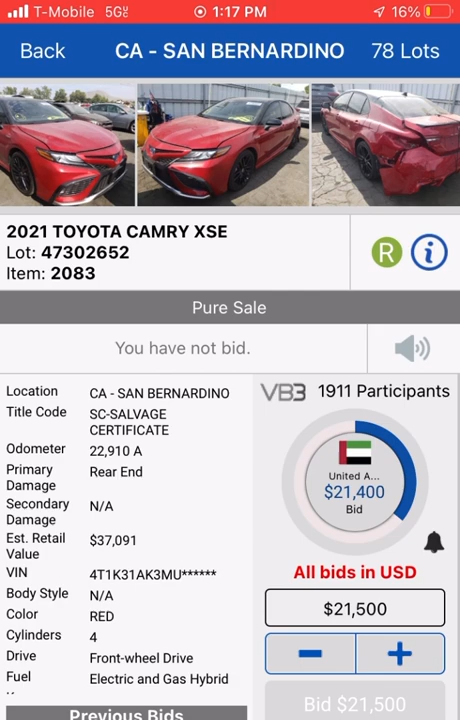 T-Mobile 5G 1:17 PM 16%
Back CA - SAN BERNARDINO 78 Lots
2021 TOYOTA CAMRY XSE
Lot: 47302652
Item: 2083
R i
Pure Sale
You have not bid.
Location CA - SAN BERNARDINO
Title Code SC-SALVAGE
CERTIFICATE
Odometer 22,910 A
Primary
Damage Rear End
Secondary
Damage N/A
Est. Retail
Value $37,091
VIN 4T1K31AK3MU******
Body Style N/A
Color RED
Cylinders 4
Drive Front-wheel Drive
Fuel Electric and Gas Hybrid
Previous Bids
VB3 1911 Participants
United A...
$21,400
Bid
All bids in USD
$21,500
− +
Bid $21,500